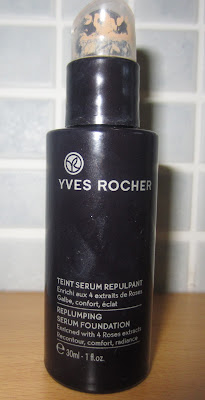 YVES ROCHER
TEINT SERUM REPULPANT
Enrichi aux 4 extraits de Roses
Galbe, confort, éclat
REPLUMPING
SERUM FOUNDATION
Enriched with 4 Roses extracts
Recontour, comfort, radiance
e 30ml - 1 fl.oz.